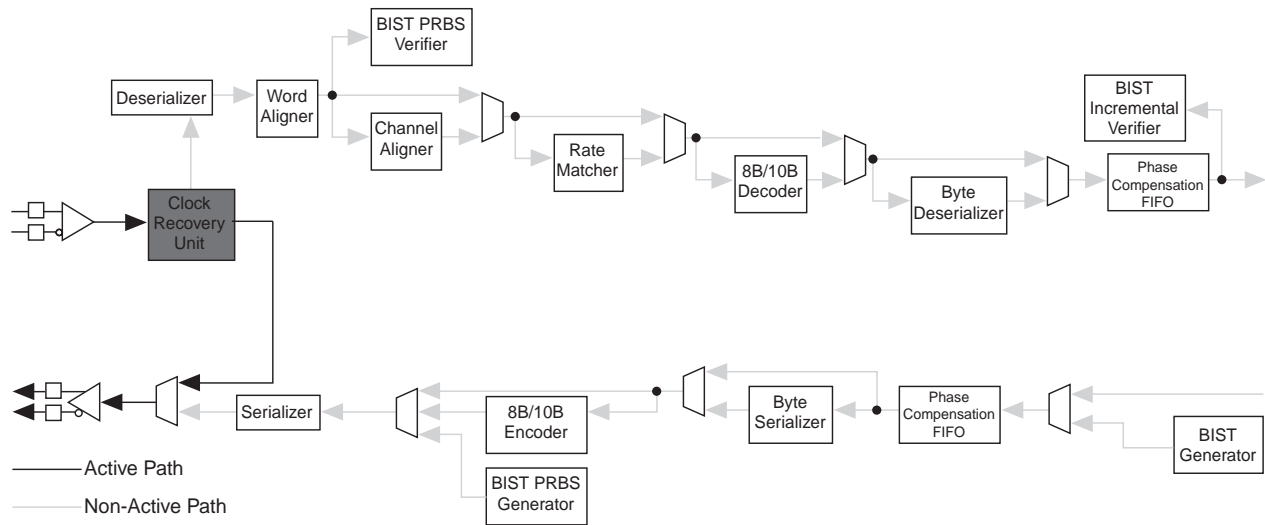 BIST PRBS
Verifier
Deserializer
Word
Aligner
Channel
Aligner
Rate
Matcher
8B/10B
Decoder
Byte
Deserializer
BIST
Incremental
Verifier
Phase
Compensation
FIFO
Clock
Recovery
Unit
Serializer
8B/10B
Encoder
BIST PRBS
Generator
Byte
Serializer
Phase
Compensation
FIFO
BIST
Generator
Active Path
Non-Active Path